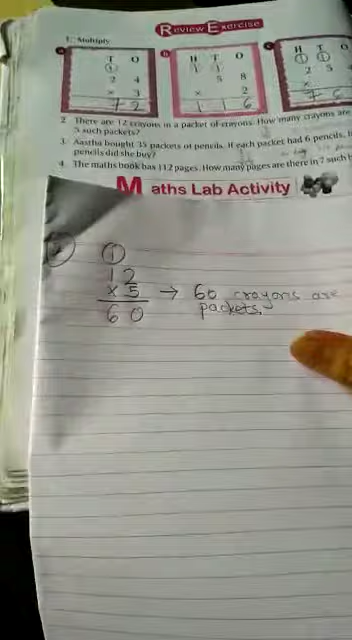 Review Exercise
1. Multiply
a
T O
1
2 4
× 3
7 2
b
H T O
1 1
5 8
× 2
1 1 6
c
H T O
1 1
2 5
×
7
2 There are 12 crayons in a packet of crayons. How many crayons are
5 such packets?
3. Aastha bought 35 packets of pencils. If each packet had 6 pencils,
pencils did she buy?
4. The maths book has 112 pages. How many pages are there in 7 such
Maths Lab Activity
2
1
12
× 5 → 60 crayons are
60 packets.